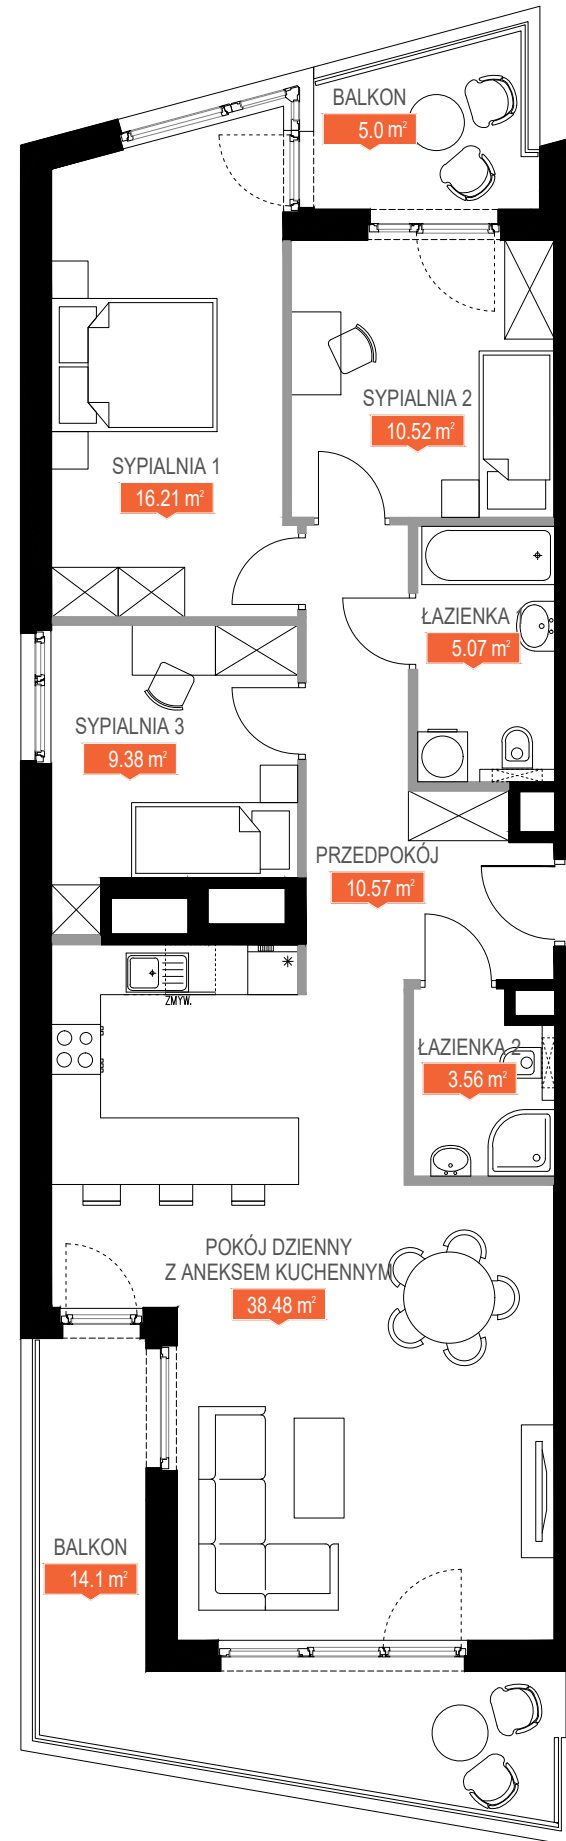 BALKON
5.0 m²
SYPIALNIA 2
10.52 m²
SYPIALNIA 1
16.21 m²
ŁAZIENKA 1
5.07 m²
SYPIALNIA 3
9.38 m²
PRZEDPOKÓJ
10.57 m²
ZMYW.
ŁAZIENKA 2
3.56 m²
POKÓJ DZIENNY
Z ANEKSEM KUCHENNYM
38.48 m²
BALKON
14.1 m²